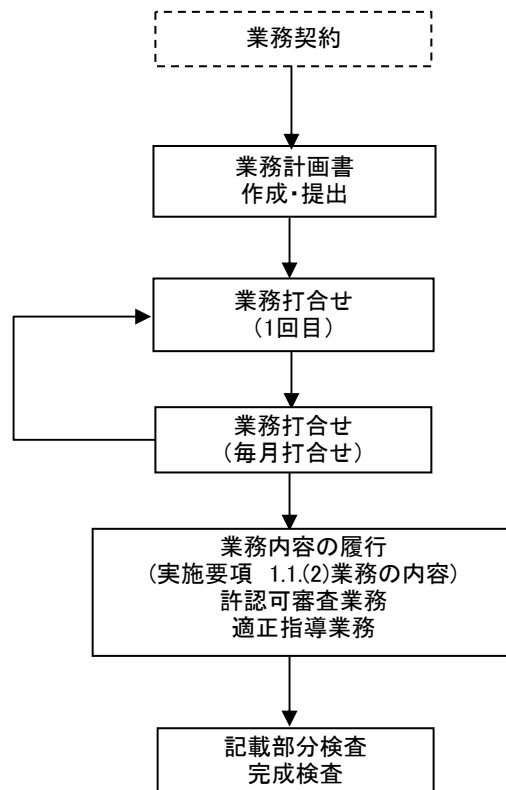 業務契約
業務計画書
作成・提出
業務打合せ
(1回目)
業務打合せ
(毎月打合せ)
業務内容の履行
(実施要項 1.1.(2)業務の内容)
許認可審査業務
適正指導業務
記載部分検査
完成検査